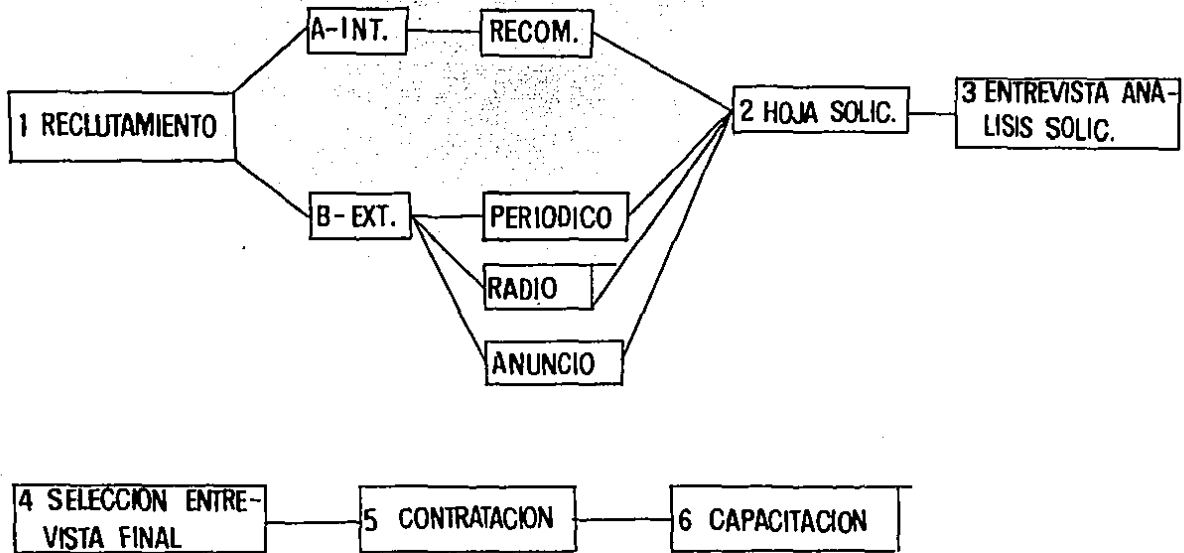 A-INT.
RECOM.
1 RECLUTAMIENTO
2 HOJA SOLIC.
3 ENTREVISTA ANA-
LISIS SOLIC.
B-EXT.
PERIODICO
RADIO
ANUNCIO
4 SELECCION ENTRE-
VISTA FINAL
5 CONTRATACION
6 CAPACITACION